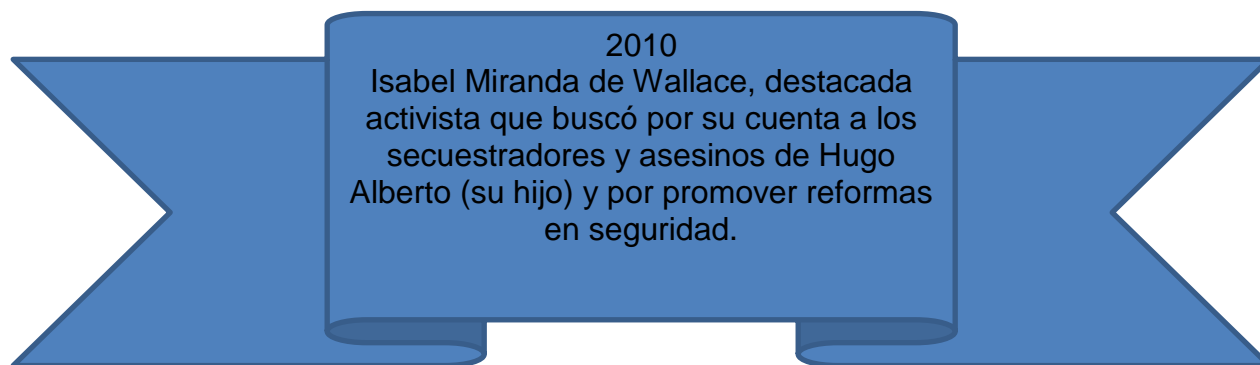 2010
Isabel Miranda de Wallace, destacada
activista que buscó por su cuenta a los
secuestradores y asesinos de Hugo
Alberto (su hijo) y por promover reformas
en seguridad.